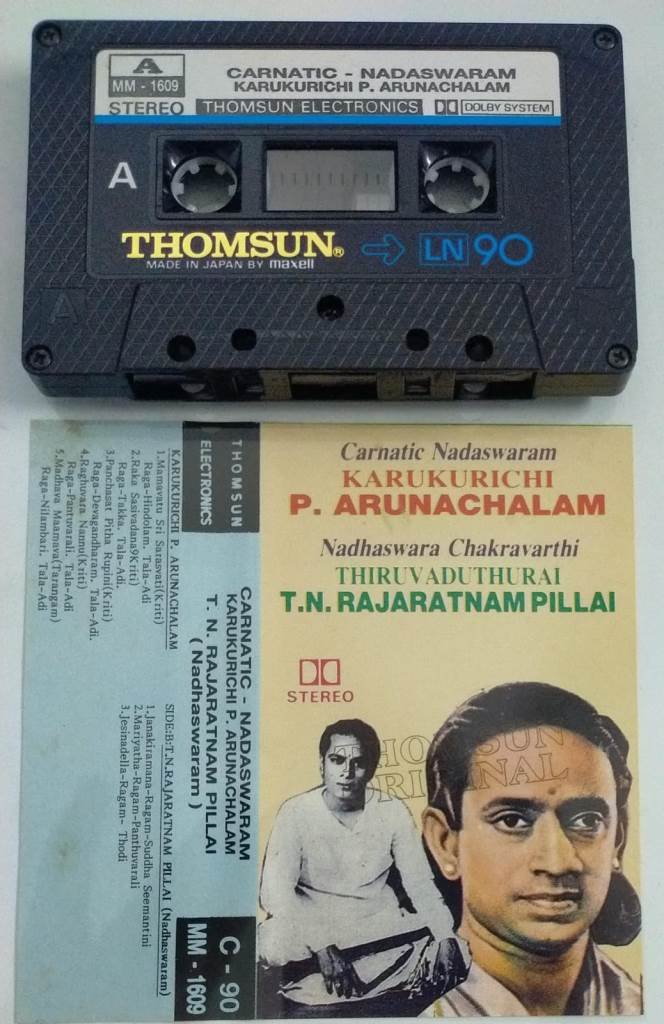 A
MM - 1609
STEREO
CARNATIC - NADASWARAM
KARUKURICHI P. ARUNACHALAM
THOMSUN ELECTRONICS DOLBY SYSTEM
A
THOMSUN®
MADE IN JAPAN BY maxell
LN 90
A
Carnatic Nadaswaram
KARUKURICHI
P. ARUNACHALAM
Nadhaswara Chakravarthi
THIRUVADUTHURAI
T.N. RAJARATNAM PILLAI
STEREO
THOMSUN
ORIGINAL
THOMSUN
ELECTRONICS
CARNATIC - NADASWARAM
KARUKURICHI P. ARUNACHALAM
T. N. RAJARATNAM PILLAI
(Nadhaswaram)
C - 90
MM - 1609
KARUKURICHI P. ARUNACHALAM
1.Mamavatu Sri Sarasvati(Kriti)
Raga-Hindolam. Tala-Adi
2.Raka Sasivadana9Kriti)
Raga-Takka. Tala-Adi.
3.Panchasat Pitha Rupini(Kriti)
Raga-Devagandharam. Tala-Adi.
4.Raghuvara Nannu(Kriti)
Raga-Pantuvarali. Tala-Adi
5.Madhava Maamava(Tarangam)
Raga-Nilambari. Tala-Adi
SIDE:B:T.N.RAJARATNAM PILLAI (Nadhaswaram)
1.Janakiramana-Ragam-Suddha Seemantini
2.Mariyatha-Ragam-Panthuvarali
3.Jesinadella-Ragam- Thodi